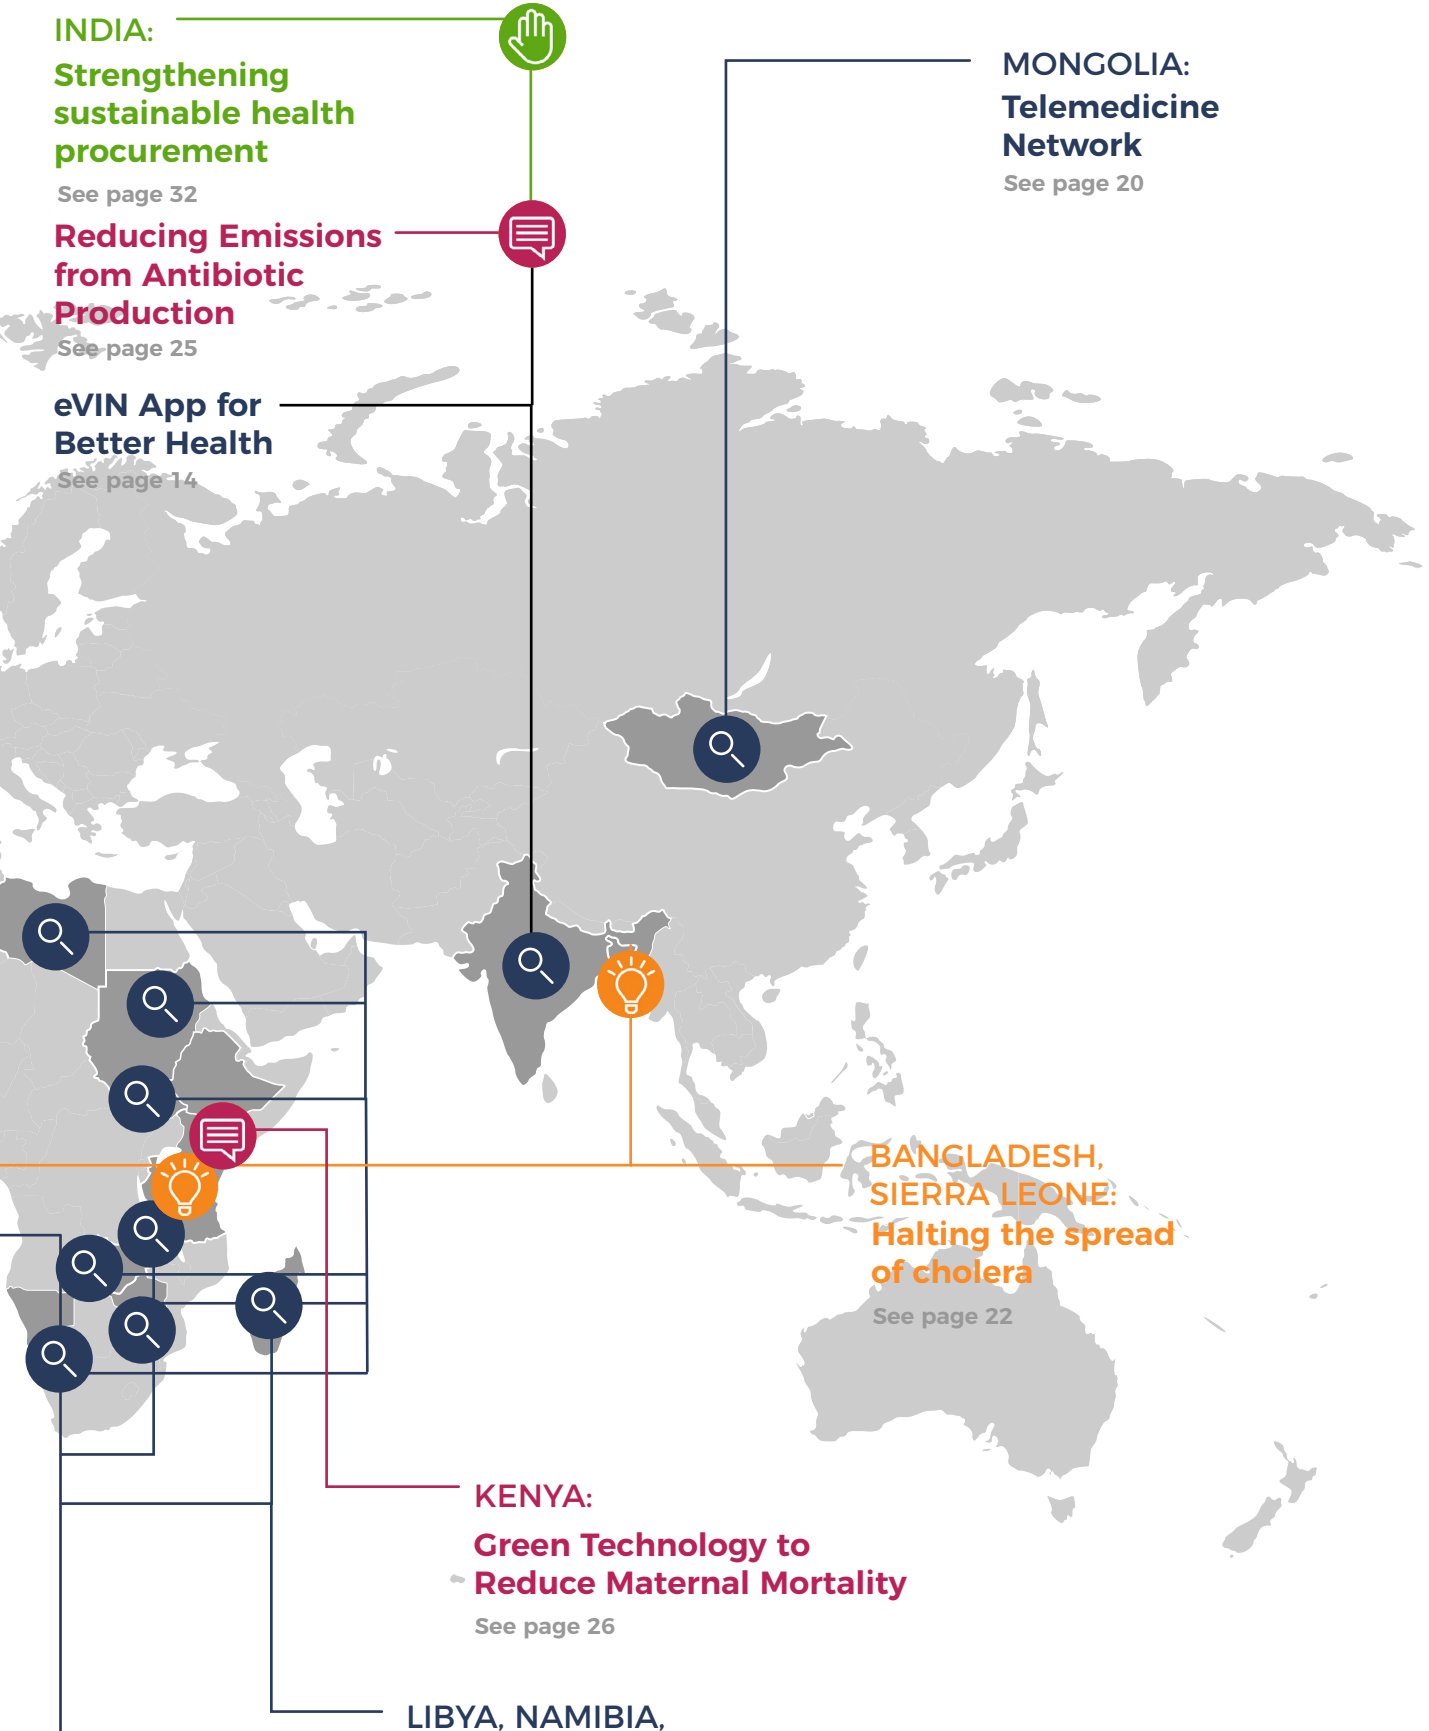 INDIA:
Strengthening
sustainable health
procurement
See page 32
Reducing Emissions
from Antibiotic
Production
See page 25
eVIN App for
Better Health
See page 14
MONGOLIA:
Telemedicine
Network
See page 20
BANGLADESH,
SIERRA LEONE:
Halting the spread
of cholera
See page 22
KENYA:
Green Technology to
Reduce Maternal Mortality
See page 26
LIBYA, NAMIBIA,